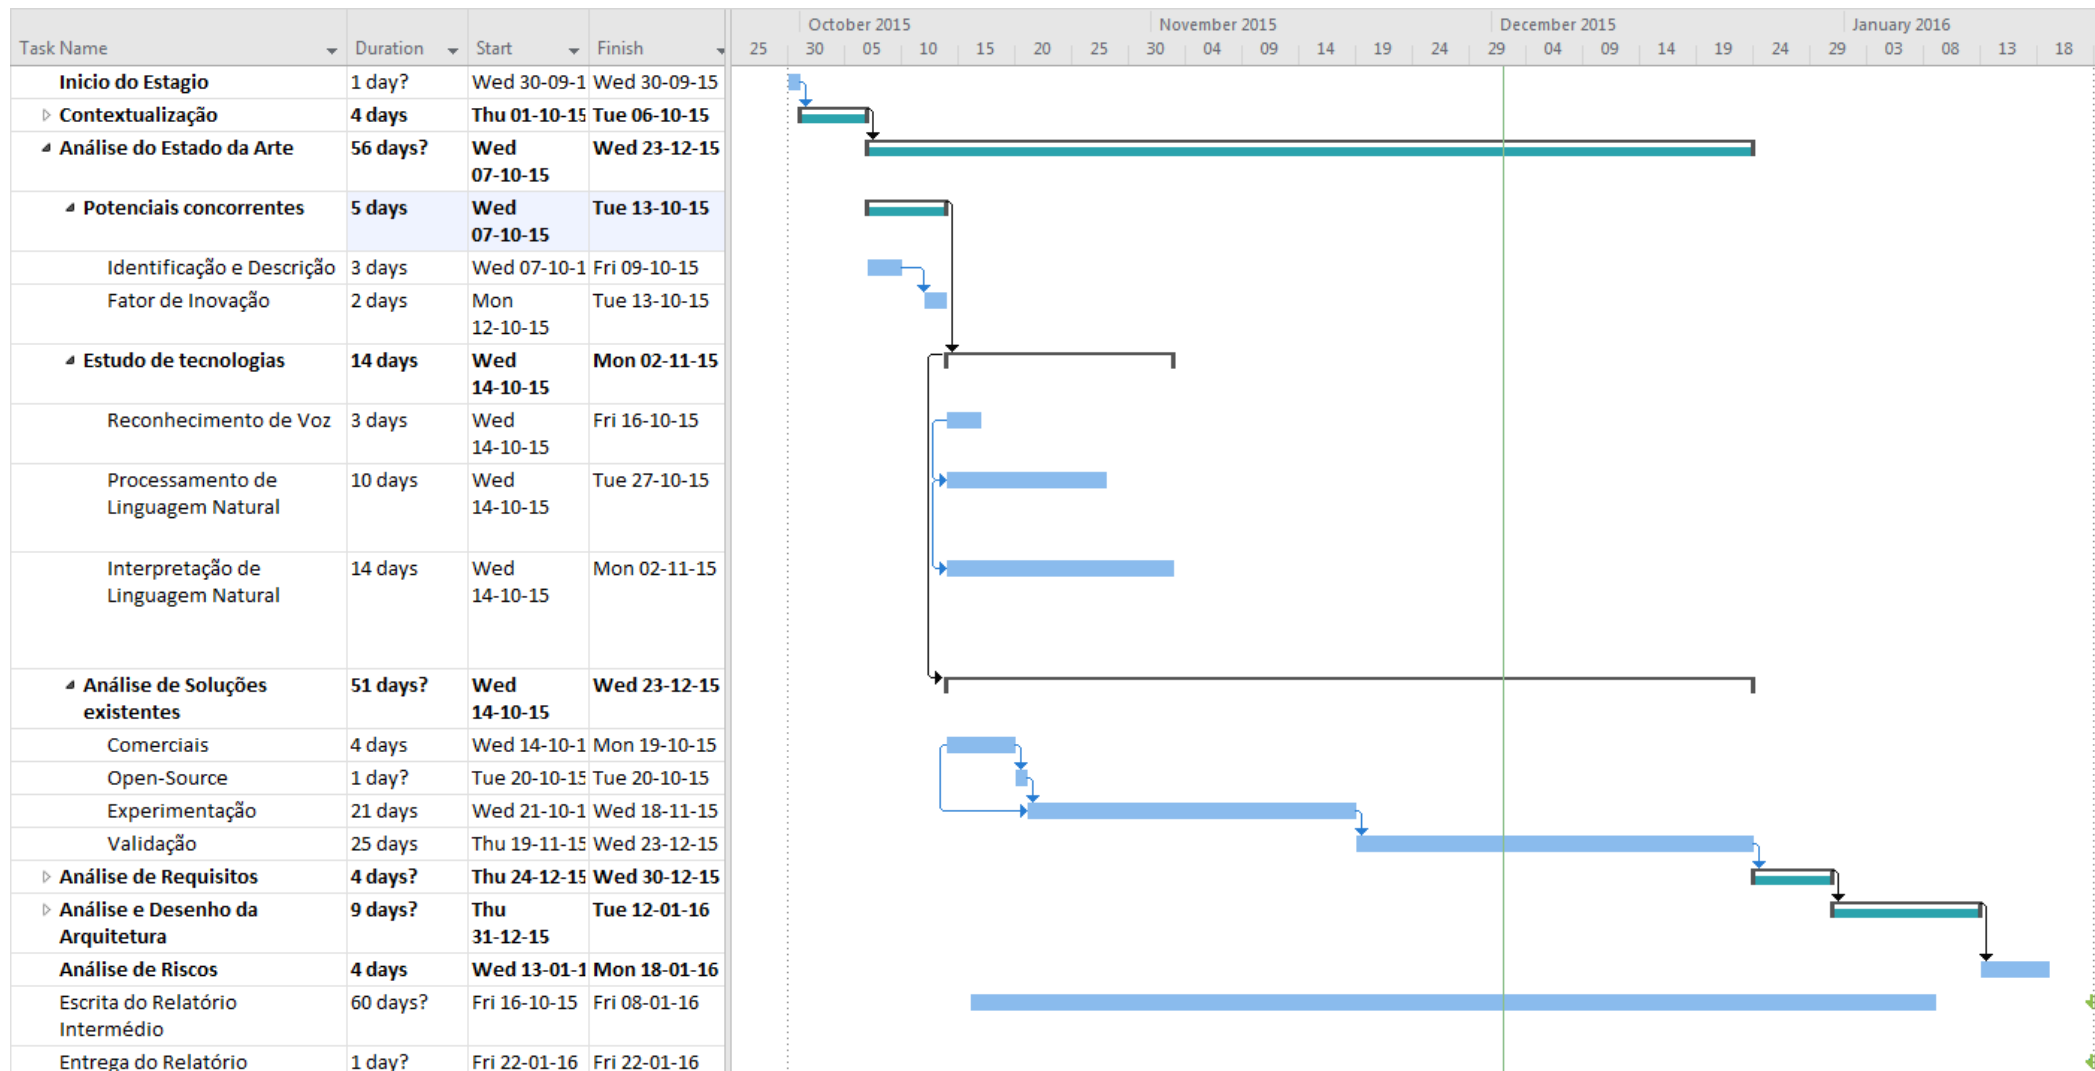 October 2015 November 2015 December 2015 January 2016
Task Name Duration Start Finish 25 30 05 10 15 20 25 30 04 09 14 19 24 29 04 09 14 19 24 29 03 08 13 18
Inicio do Estagio 1 day? Wed 30-09-1 Wed 30-09-15
Contextualização 4 days Thu 01-10-15 Tue 06-10-15
Análise do Estado da Arte 56 days? Wed Wed 23-12-15
07-10-15
Potenciais concorrentes 5 days Wed Tue 13-10-15
07-10-15
Identificação e Descrição 3 days Wed 07-10-1 Fri 09-10-15
Fator de Inovação 2 days Mon Tue 13-10-15
12-10-15
Estudo de tecnologias 14 days Wed Mon 02-11-15
14-10-15
Reconhecimento de Voz 3 days Wed Fri 16-10-15
14-10-15
Processamento de 10 days Wed Tue 27-10-15
Linguagem Natural 14-10-15
Interpretação de 14 days Wed Mon 02-11-15
Linguagem Natural 14-10-15
Análise de Soluções 51 days? Wed Wed 23-12-15
existentes 14-10-15
Comerciais 4 days Wed 14-10-1 Mon 19-10-15
Open-Source 1 day? Tue 20-10-15 Tue 20-10-15
Experimentação 21 days Wed 21-10-1 Wed 18-11-15
Validação 25 days Thu 19-11-15 Wed 23-12-15
Análise de Requisitos 4 days? Thu 24-12-15 Wed 30-12-15
Análise e Desenho da 9 days? Thu Tue 12-01-16
Arquitetura 31-12-15
Análise de Riscos 4 days Wed 13-01-1 Mon 18-01-16
Escrita do Relatório 60 days? Fri 16-10-15 Fri 08-01-16
Intermédio
Entrega do Relatório 1 day? Fri 22-01-16 Fri 22-01-16